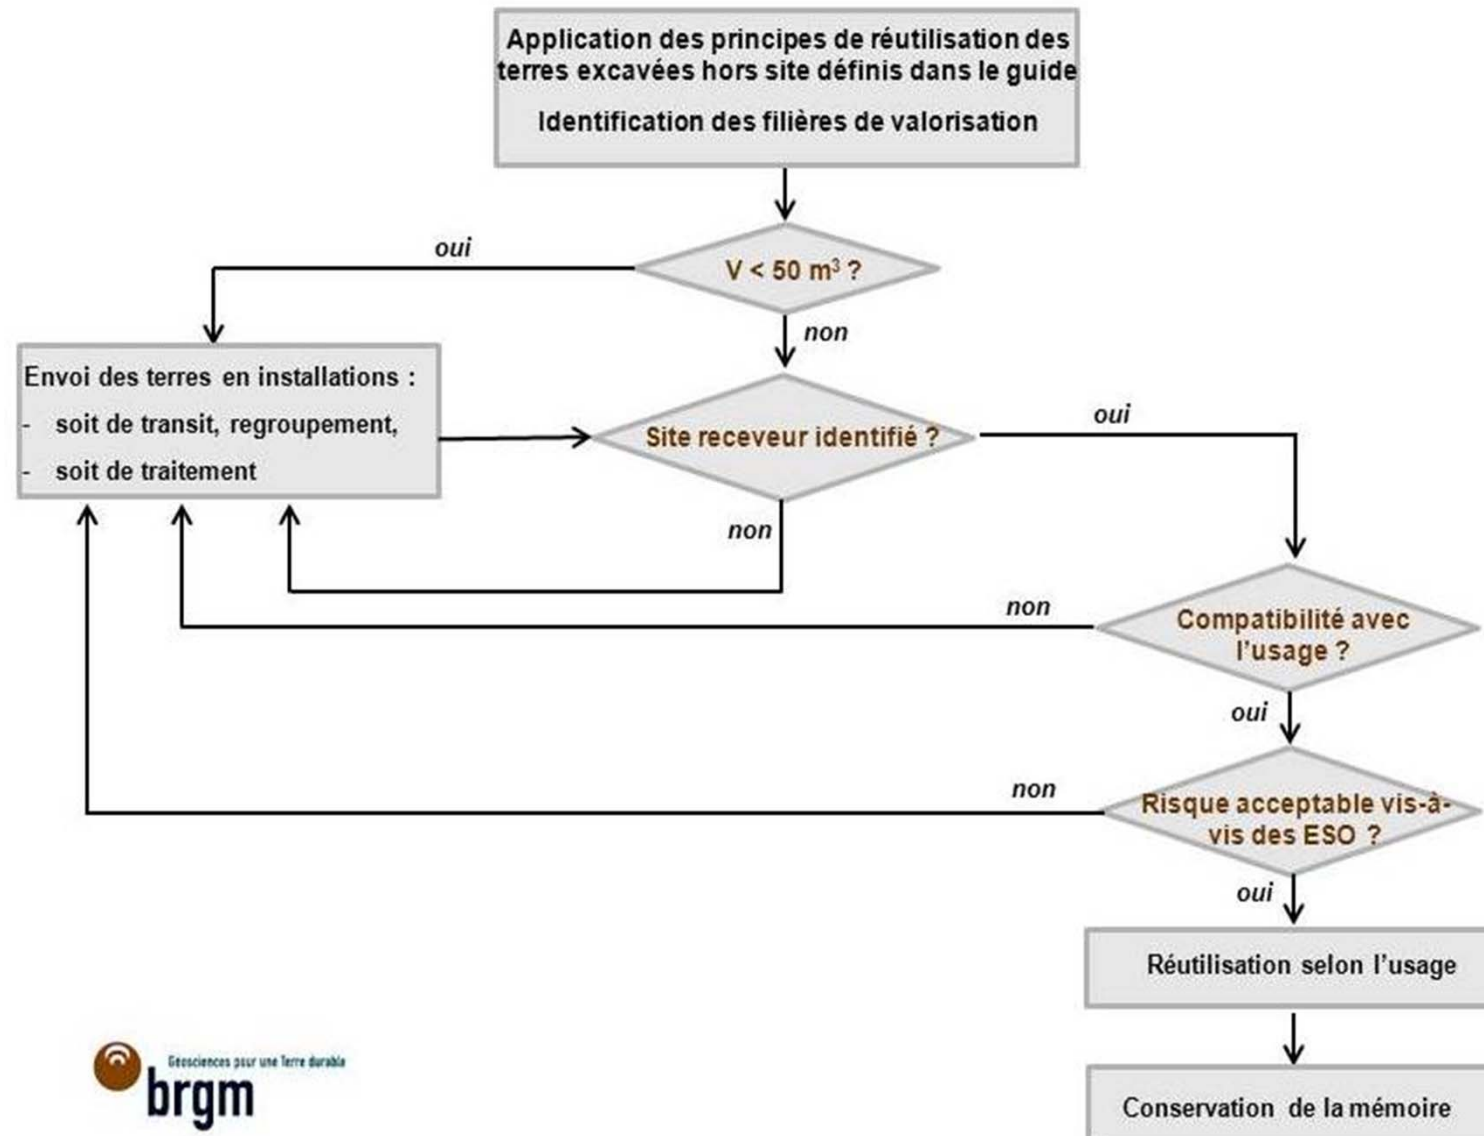 Application des principes de réutilisation des
terres excavées hors site définis dans le guide
Identification des filières de valorisation
oui
V < 50 m³ ?
non
Envoi des terres en installations :
- soit de transit, regroupement,
- soit de traitement
Site receveur identifié ?
oui
non
non
Compatibilité avec
l'usage ?
oui
non
Risque acceptable vis-à-
vis des ESO ?
oui
Réutilisation selon l'usage
Géosciences pour une Terre durable
brgm
Conservation de la mémoire